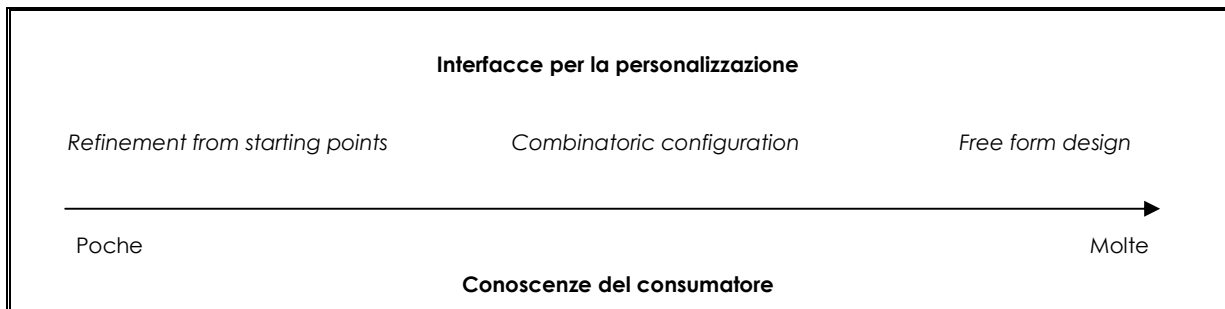 Interfacce per la personalizzazione
Refinement from starting points Combinatoric configuration Free form design
Poche Molte
Conoscenze del consumatore